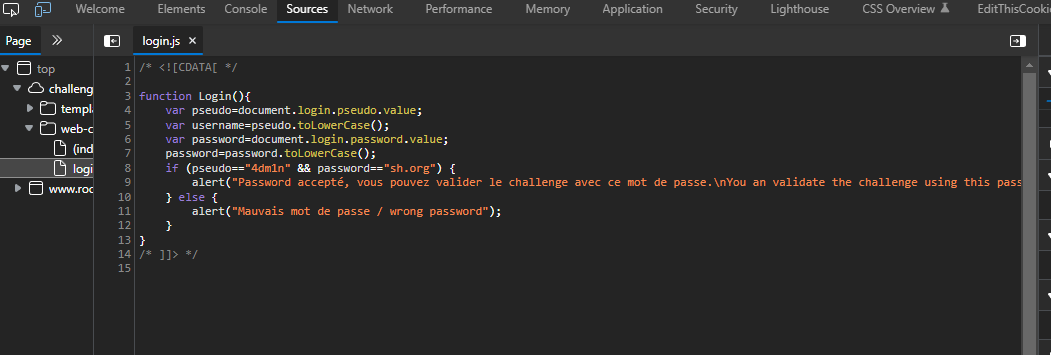 Welcome Elements Console Sources Network Performance Memory Application Security Lighthouse CSS Overview EditThisCooki
Page login.js
top
challeng
templ
web-c
(ind
logi
www.roc
1 /* <![CDATA[ */
2
3 function Login(){
4 var pseudo=document.login.pseudo.value;
5 var username=pseudo.toLowerCase();
6 var password=document.login.password.value;
7 password=password.toLowerCase();
8 if (pseudo=="4dm1n" && password=="sh.org") {
9 alert("Password accepté, vous pouvez valider le challenge avec ce mot de passe.\nYou an validate the challenge using this pass
10 } else {
11 alert("Mauvais mot de passe / wrong password");
12 }
13 }
14 /* ]]> */
15